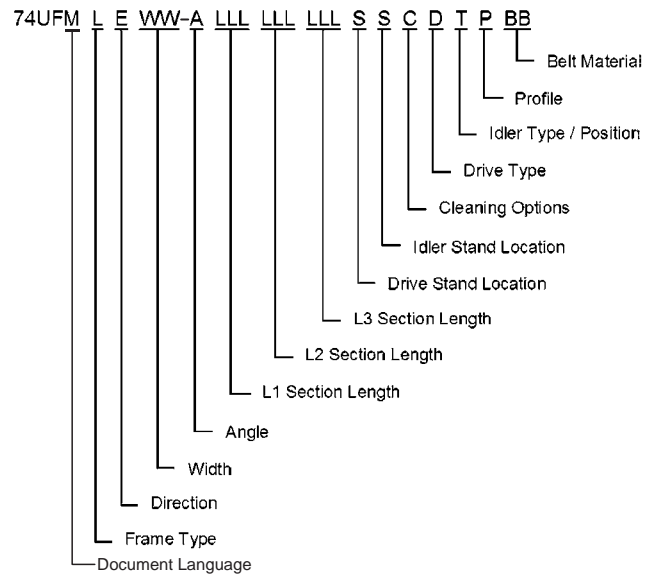 74UFM L E WW-A LLL LLL LLL S S C D T P BB
Belt Material
Profile
Idler Type / Position
Drive Type
Cleaning Options
Idler Stand Location
Drive Stand Location
L3 Section Length
L2 Section Length
L1 Section Length
Angle
Width
Direction
Frame Type
Document Language